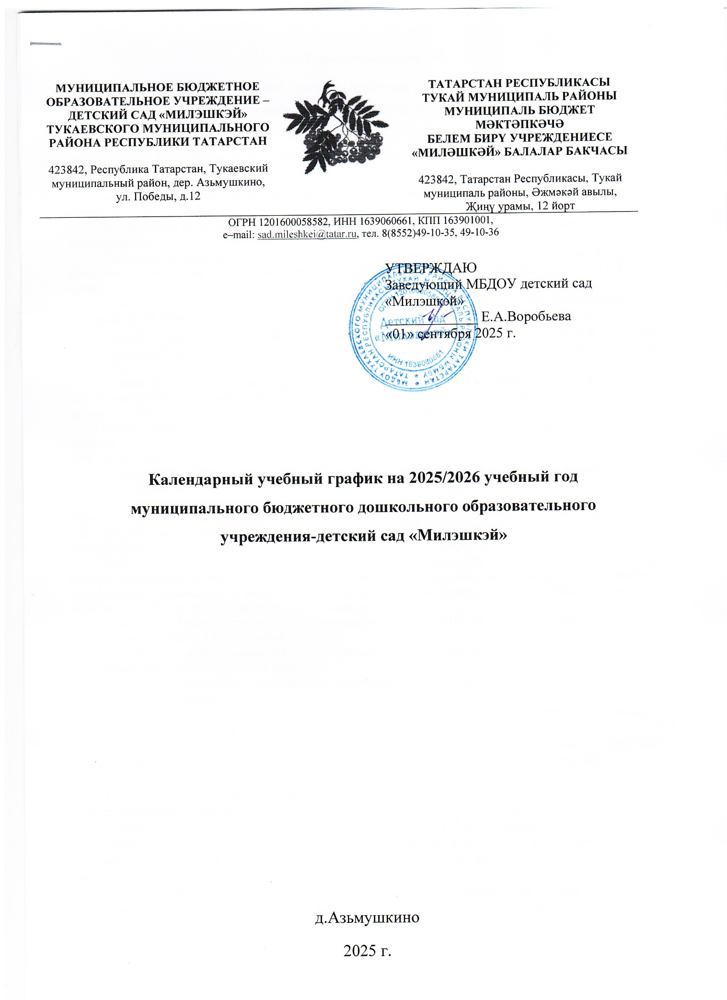 МУНИЦИПАЛЬНОЕ БЮДЖЕТНОЕ
ОБРАЗОВАТЕЛЬНОЕ УЧРЕЖДЕНИЕ –
ДЕТСКИЙ САД «МИЛЭШКЭЙ»
ТУКАЕВСКОГО МУНИЦИПАЛЬНОГО
РАЙОНА РЕСПУБЛИКИ ТАТАРСТАН
423842, Республика Татарстан, Тукаевский
муниципальный район, дер. Азьмушкино,
ул. Победы, д.12
ТАТАРСТАН РЕСПУБЛИКАСЫ
ТУКАЙ МУНИЦИПАЛЬ РАЙОНЫ
МУНИЦИПАЛЬ БЮДЖЕТ
МӘКТӘПКӘЧӘ
БЕЛЕМ БИРҮ УЧРЕЖДЕНИЕСЕ
«МИЛӘШКӘЙ» БАЛАЛАР БАКЧАСЫ
423842, Татарстан Республикасы, Тукай
муниципаль районы, Әжмәкәй авылы,
Җиңү урамы, 12 йорт
ОГРН 1201600058582, ИНН 1639060661, КПП 163901001,
e–mail: sad.mileshkei@tatar.ru, тел. 8(8552)49-10-35, 49-10-36
УТВЕРЖДАЮ
Заведующий МБДОУ детский сад
«Милэшкэй»
Е.А.Воробьева
«01» сентября 2025 г.
МБДОУ ТУКАЕВСКОГО МУНИЦИПАЛЬНОГО РАЙОНА РЕСПУБЛИКИ ТАТАРСТАН
ТАТАРСТАН РЕСПУБЛИКАСЫ ТУКАЙ МУНИЦИПАЛЬ РАЙОНЫ МБМБУ
ОГРН 1201600058582
Детский сад
«Милэшкэй»
ИНН 1639060661
Календарный учебный график на 2025/2026 учебный год
муниципального бюджетного дошкольного образовательного
учреждения-детский сад «Милэшкэй»
д.Азьмушкино
2025 г.